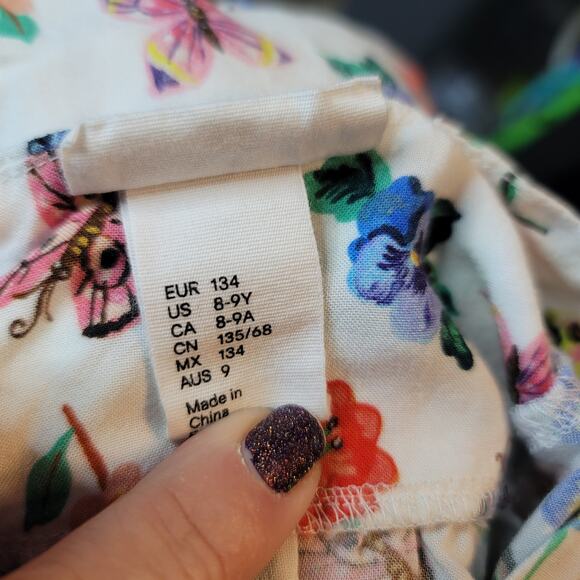 EUR 134
US 8-9Y
CA 8-9A
CN 135/68
MX 134
AUS 9
Made in
China